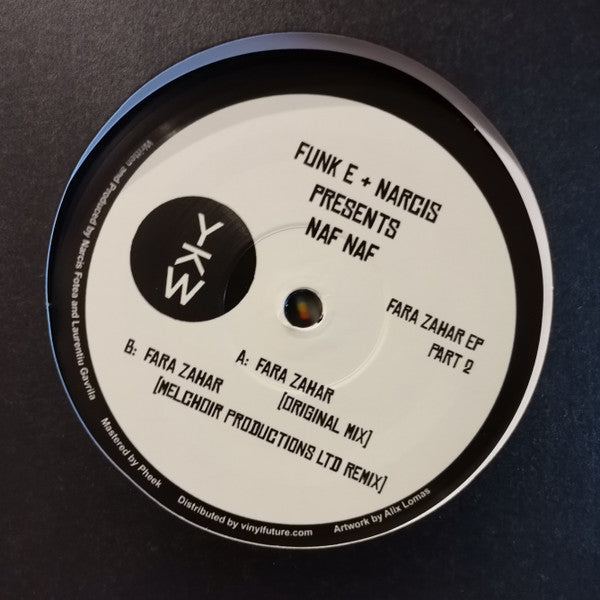 FUNK E + NARCIS
PRESENTS
NAF NAF
YKW
FARA ZAHAR EP
PART 2
A: FARA ZAHAR
[ORIGINAL MIX]
B: FARA ZAHAR
[MELCHOIR PRODUCTIONS LTD REMIX]
Written and Produced by Narcis Fotea and Laurentiu Gavrila
Mastered by Pheek
Distributed by vinylfuture.com
Artwork by Alix Lomas